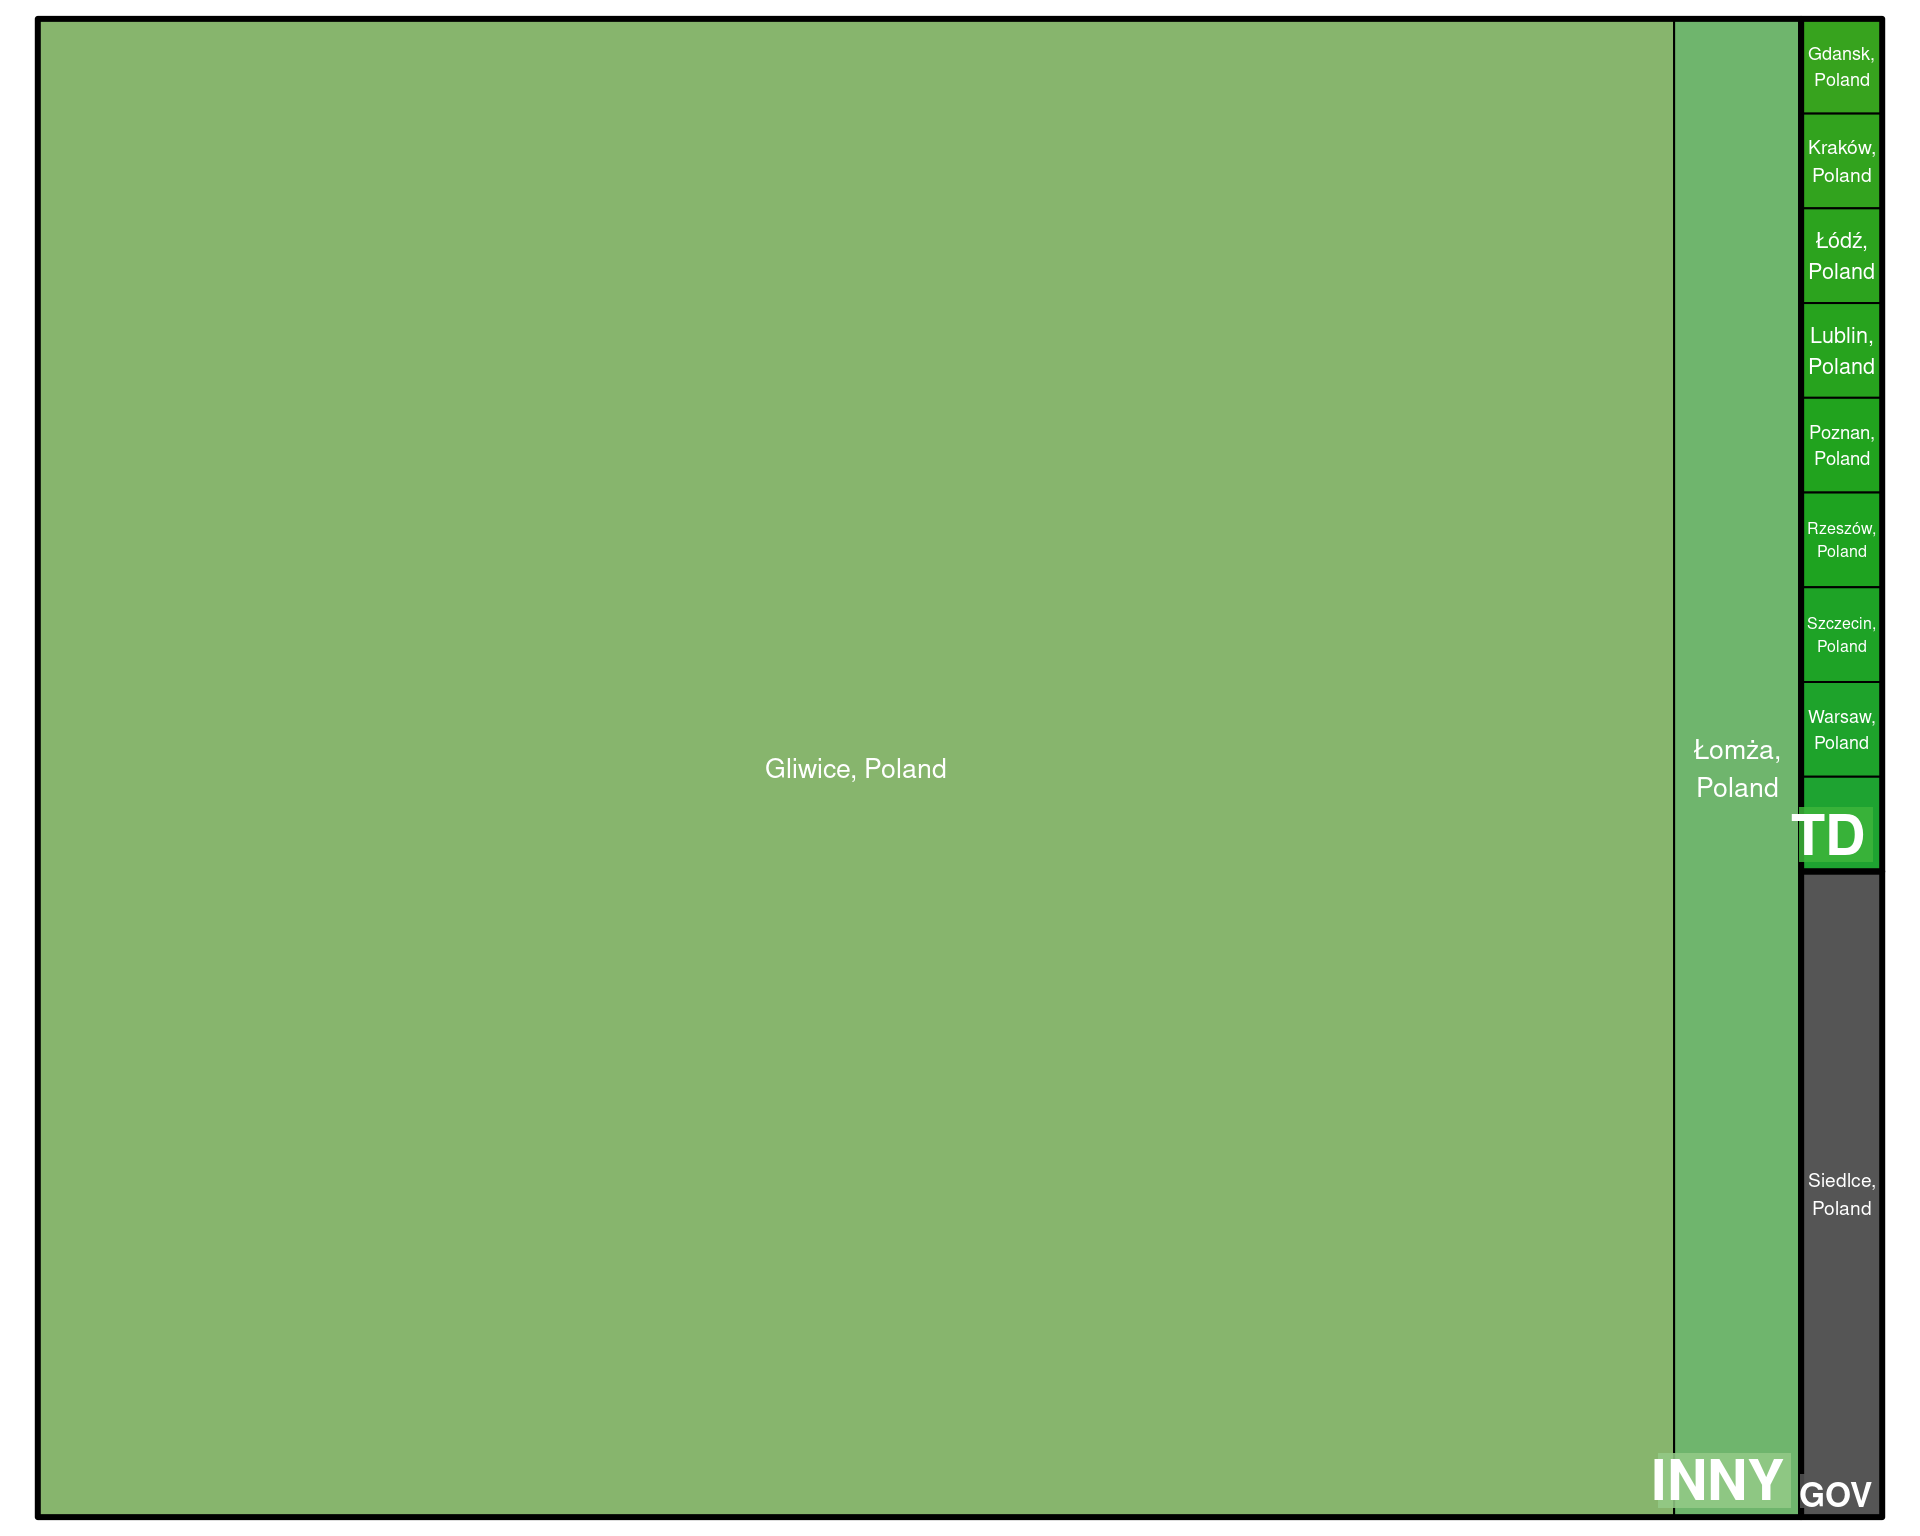 Gliwice, Poland
Łomża,
Poland
INNY
Gdansk,
Poland
Kraków,
Poland
Łódź,
Poland
Lublin,
Poland
Poznan,
Poland
Rzeszów,
Poland
Szczecin,
Poland
Warsaw,
Poland
TD
Siedlce,
Poland
GOV